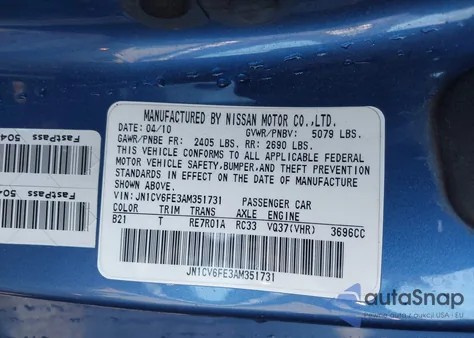 MANUFACTURED BY NISSAN MOTOR CO.,LTD.
DATE: 04/10 GVWR/PNBV: 5079 LBS.
GAWR/PNBE FR: 2405 LBS. RR: 2690 LBS.
THIS VEHICLE CONFORMS TO ALL APPLICABLE FEDERAL
MOTOR VEHICLE SAFETY, BUMPER, AND THEFT PREVENTION
STANDARDS IN EFFECT ON THE DATE OF MANUFACTURE
SHOWN ABOVE.
VIN: JN1CV6FE3AM351731 PASSENGER CAR
COLOR TRIM TRANS AXLE ENGINE
B21 T RE7R01A RC33 VQ37(VHR) 3696CC
JN1CV6FE3AM351731
FastPass 504
FastPass 504
autoSnap